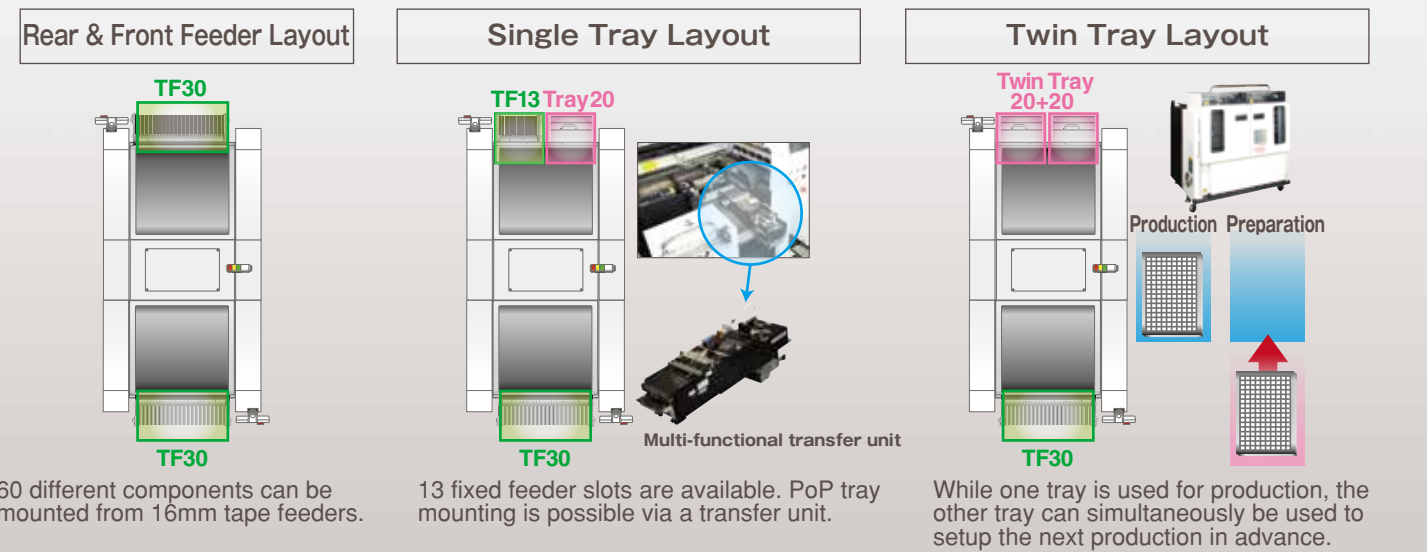 Rear & Front Feeder Layout
TF30
TF30
60 different components can be
mounted from 16mm tape feeders.
Single Tray Layout
TF13 Tray20
TF30
Multi-functional transfer unit
13 fixed feeder slots are available. PoP tray
mounting is possible via a transfer unit.
Twin Tray Layout
Twin Tray
20+20
Production Preparation
TF30
While one tray is used for production, the
other tray can simultaneously be used to
setup the next production in advance.